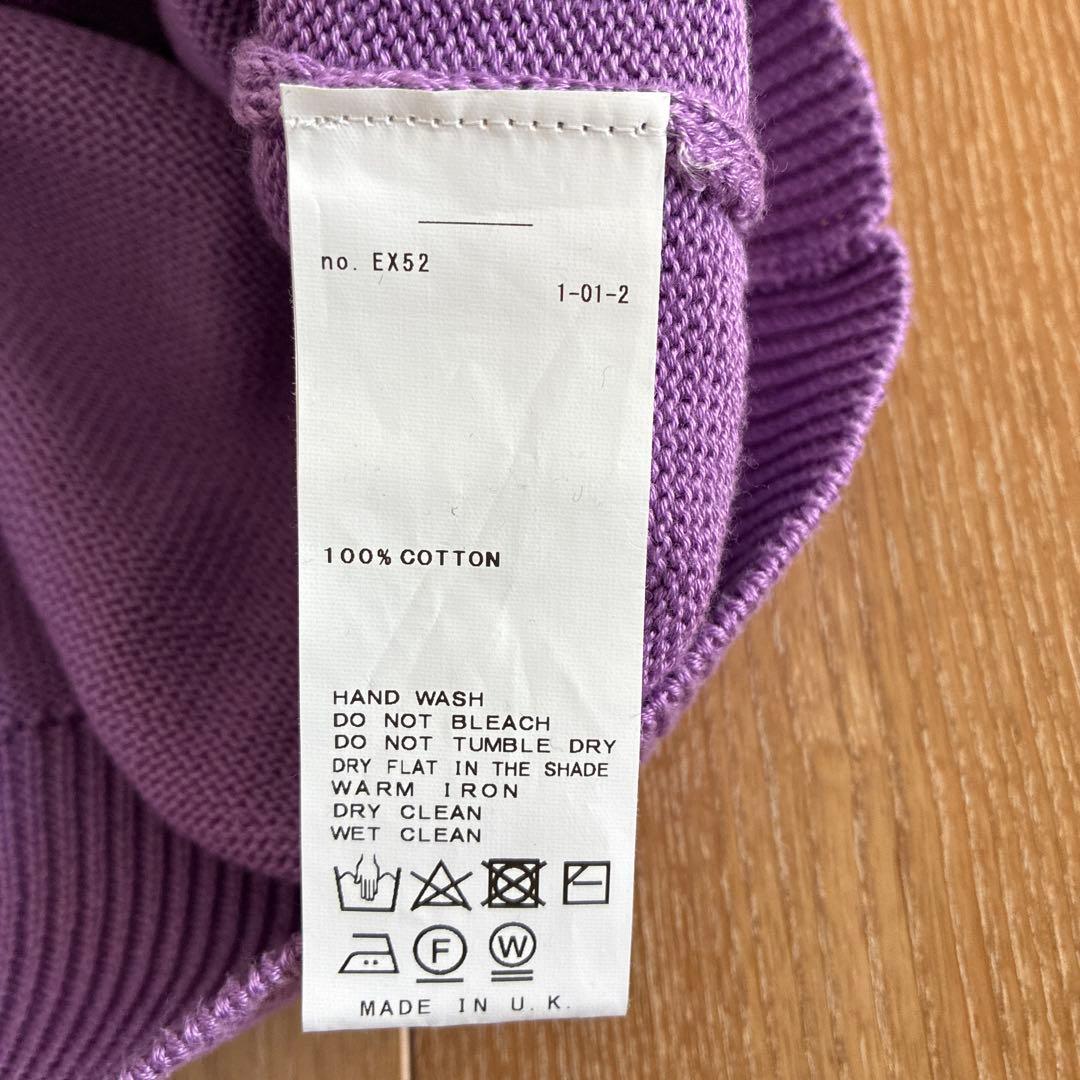 no. EX52
1-01-2
100% COTTON
HAND WASH
DO NOT BLEACH
DO NOT TUMBLE DRY
DRY FLAT IN THE SHADE
WARM IRON
DRY CLEAN
WET CLEAN
F W
MADE IN U.K.